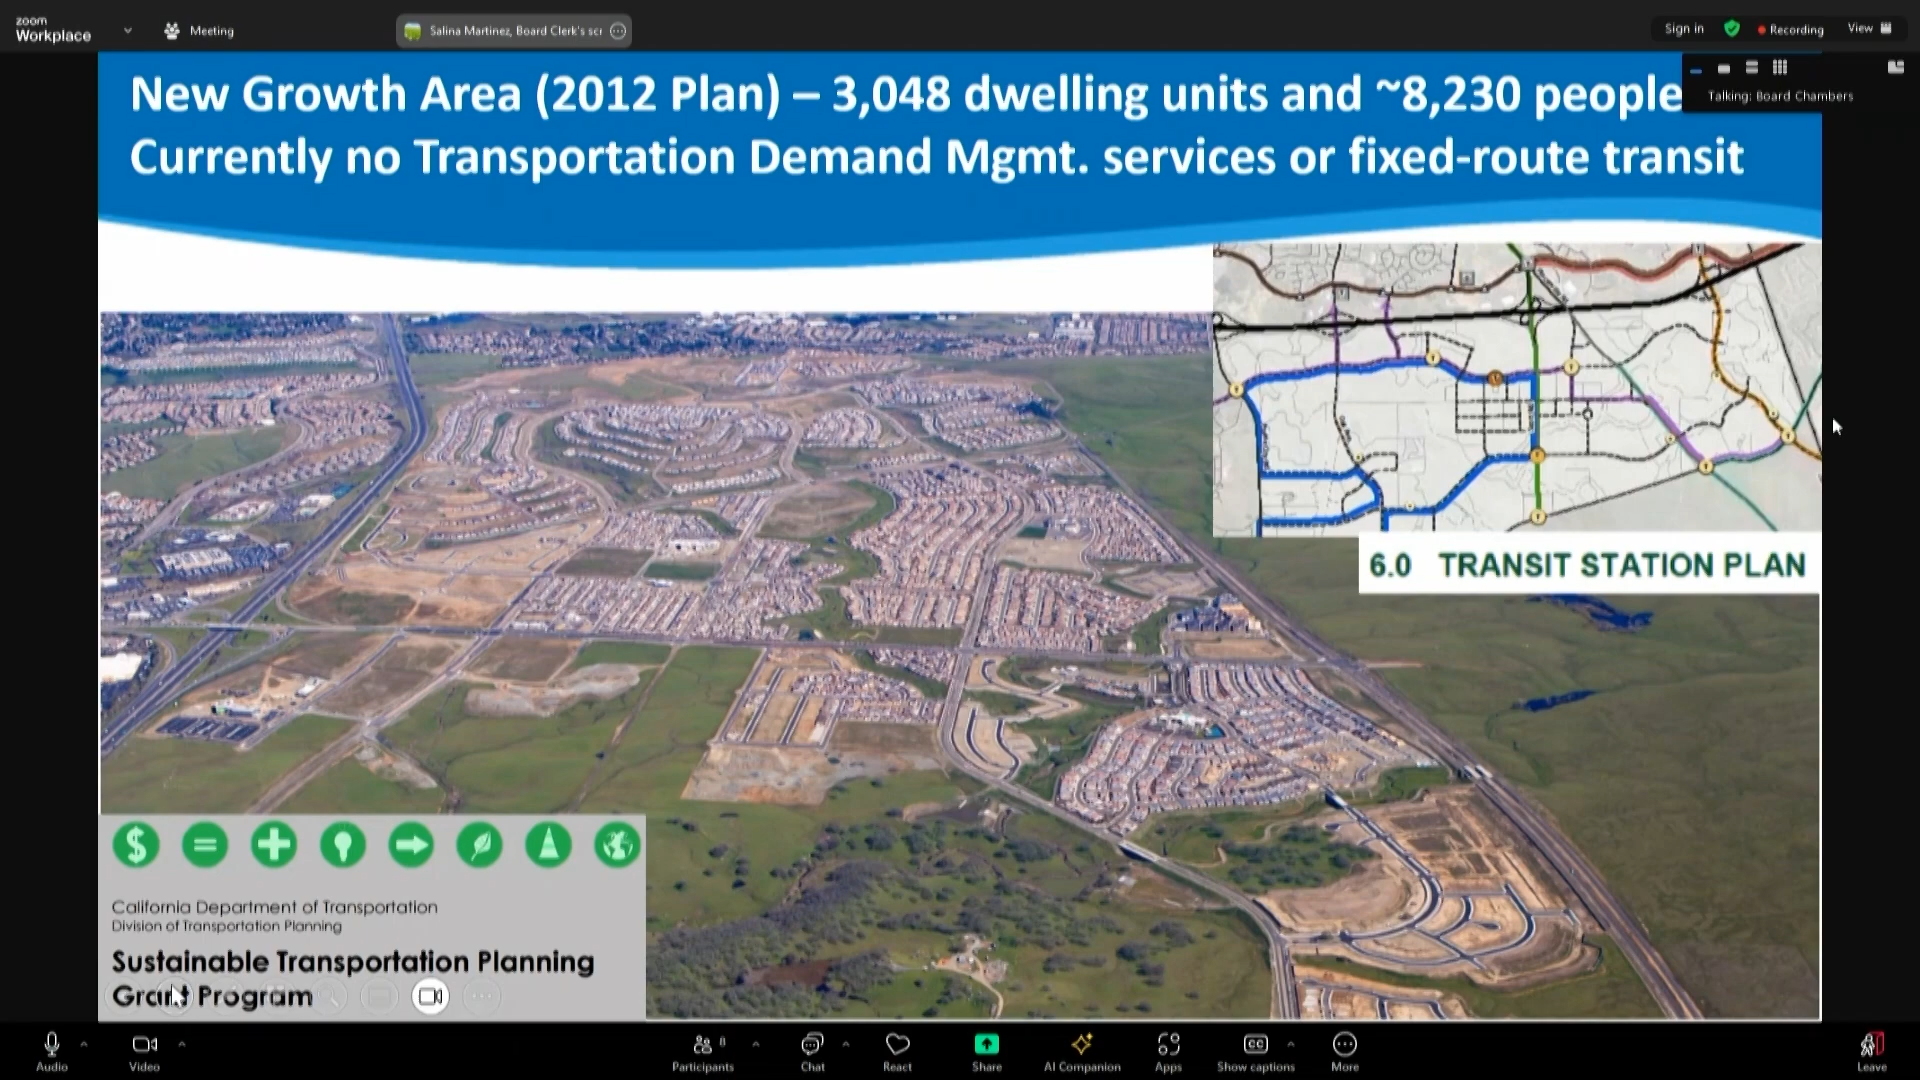 zoom
Workplace
Meeting
Salina Martinez, Board Clerk's scr
Sign in
Recording
View
Talking: Board Chambers
New Growth Area (2012 Plan) – 3,048 dwelling units and ~8,230 people
Currently no Transportation Demand Mgmt. services or fixed-route transit
6.0 TRANSIT STATION PLAN
California Department of Transportation
Division of Transportation Planning
Sustainable Transportation Planning
Grant Program
Audio
Video
Participants
8
Chat
React
Share
AI Companion
Apps
CC
Show captions
More
Leave